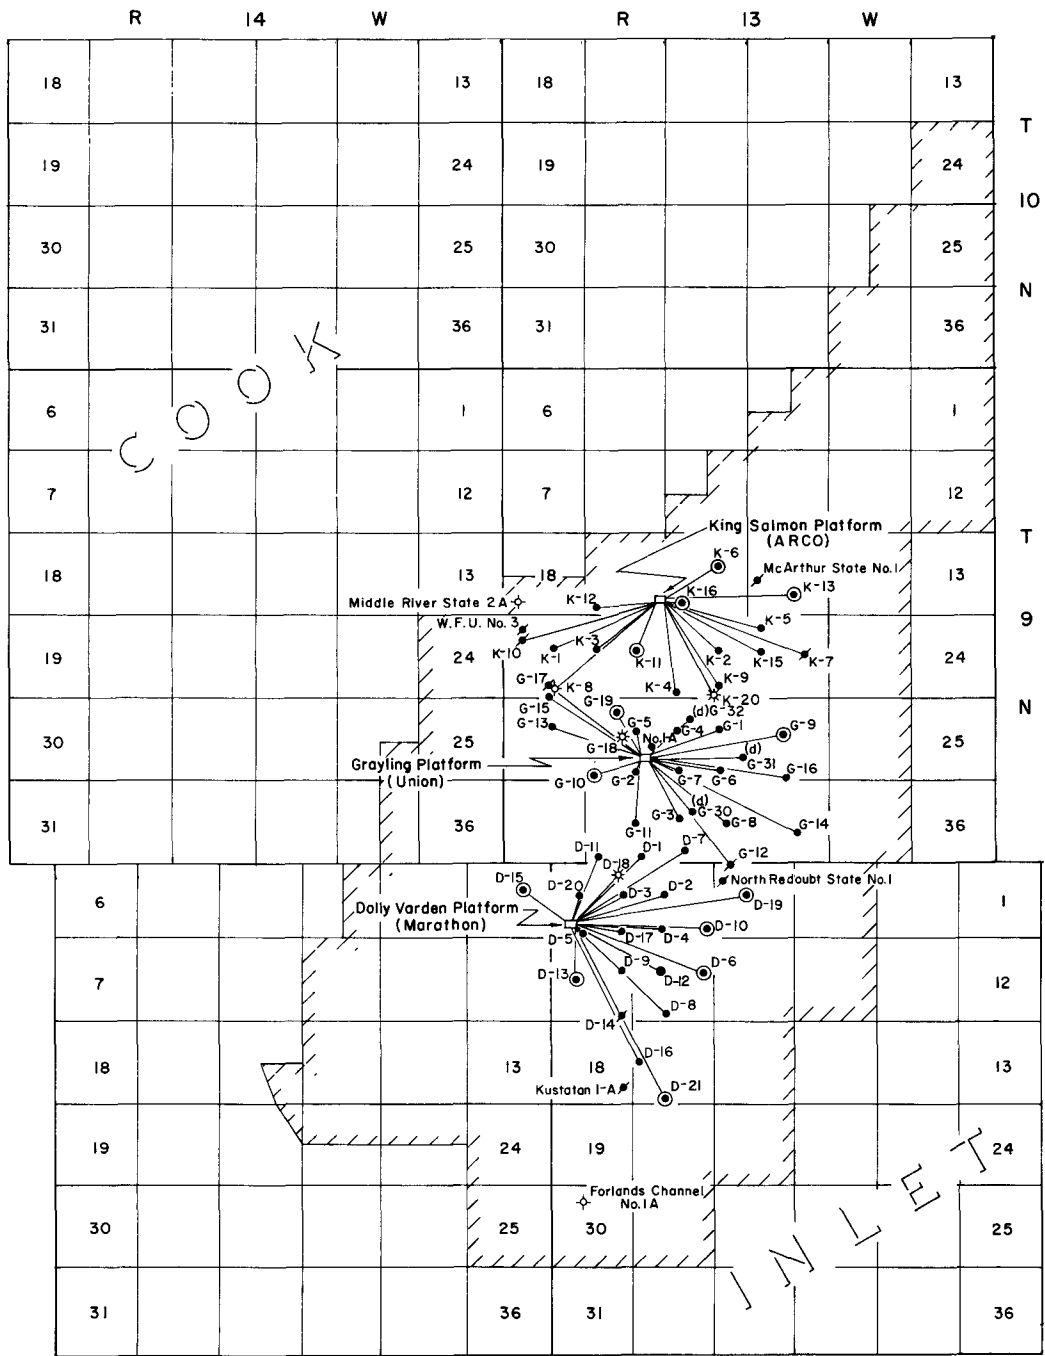 R 14 W R 13 W
18 13 18 13
T
19 24 19 24
10
30 25 30 25
N
31 36 31 36
COOK
6 1 6 1
7 12 7 12
King Salmon Platform
(ARCO)
T
K-6
McArthur State No.1
18 13 18 13
K-16
K-13
Middle River State 2A
K-12
W.F.U. No. 3
K-5
9
K-10
K-1
K-3
K-11
K-2
K-15
K-7
19 24 24
G-17
K-8
K-4
K-9
K-20
G-15
G-19
(d)
G-32
N
G-13
G-5
G-4
G-1
G-9
No.1A
G-18
(d)
G-31
30 25 25
Grayling Platform
(Union)
G-10
G-2
G-7
G-6
G-16
(d)
G-30
G-3
G-8
G-14
31 36 36
G-11
D-7
D-11
D-1
G-12
D-18
North Redoubt State No.1
D-15
D-20
D-3
D-2
D-19
6 1
Dolly Varden Platform
(Marathon)
D-5
D-17
D-4
D-10
D-13
D-9
D-12
D-6
7 12
D-8
D-14
D-16
18 13 18 13
Kustatan 1-A
D-21
19 24 19 24
Forlands Channel
No.1A
30 25 30 25
INLET
31 36 31 36